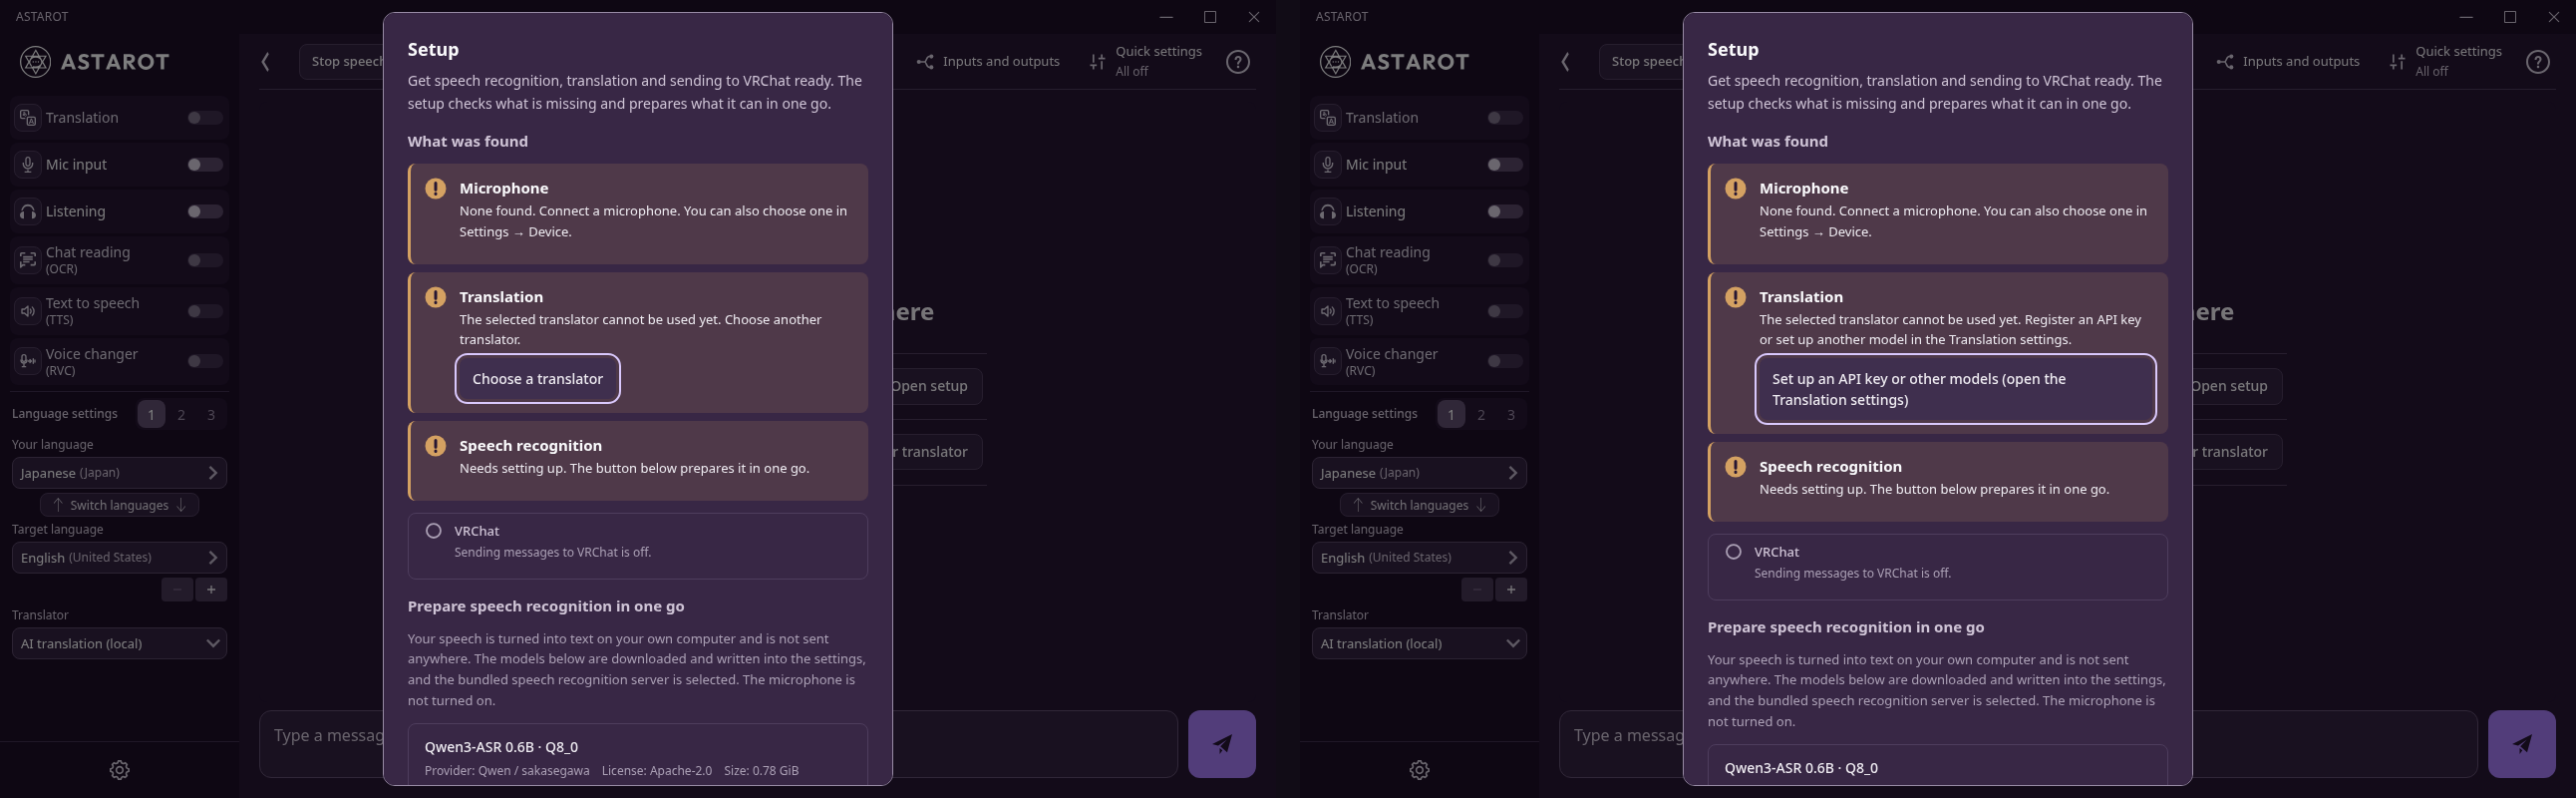 ASTAROT
ASTAROT
Stop speech
Inputs and outputs
Quick settings
All off
Translation
Mic input
Listening
Chat reading
(OCR)
Text to speech
(TTS)
Voice changer
(RVC)
Language settings
1 2 3
Your language
Japanese (Japan)
↑ Switch languages ↓
Target language
English (United States)
− +
Translator
AI translation (local)
Setup
Get speech recognition, translation and sending to VRChat ready. The
setup checks what is missing and prepares what it can in one go.
What was found
Microphone
None found. Connect a microphone. You can also choose one in
Settings → Device.
Translation
The selected translator cannot be used yet. Choose another
translator.
Choose a translator
Speech recognition
Needs setting up. The button below prepares it in one go.
VRChat
Sending messages to VRChat is off.
Prepare speech recognition in one go
Your speech is turned into text on your own computer and is not sent
anywhere. The models below are downloaded and written into the settings,
and the bundled speech recognition server is selected. The microphone is
not turned on.
Qwen3-ASR 0.6B · Q8_0
Provider: Qwen / sakasegawa License: Apache-2.0 Size: 0.78 GiB
Open setup
translator
Type a messag
ASTAROT
ASTAROT
Stop speech
Inputs and outputs
Quick settings
All off
Translation
Mic input
Listening
Chat reading
(OCR)
Text to speech
(TTS)
Voice changer
(RVC)
Language settings
1 2 3
Your language
Japanese (Japan)
↑ Switch languages ↓
Target language
English (United States)
− +
Translator
AI translation (local)
Setup
Get speech recognition, translation and sending to VRChat ready. The
setup checks what is missing and prepares what it can in one go.
What was found
Microphone
None found. Connect a microphone. You can also choose one in
Settings → Device.
Translation
The selected translator cannot be used yet. Register an API key
or set up another model in the Translation settings.
Set up an API key or other models (open the
Translation settings)
Speech recognition
Needs setting up. The button below prepares it in one go.
VRChat
Sending messages to VRChat is off.
Prepare speech recognition in one go
Your speech is turned into text on your own computer and is not sent
anywhere. The models below are downloaded and written into the settings,
and the bundled speech recognition server is selected. The microphone is
not turned on.
Qwen3-ASR 0.6B · Q8_0
Open setup
translator
Type a messag